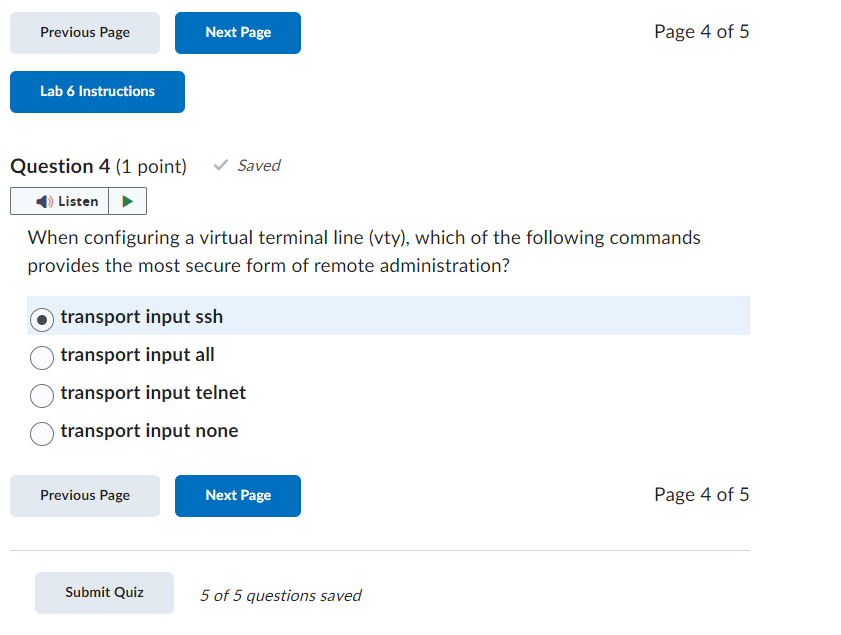 Previous Page Next Page Page 4 of 5
Lab 6 Instructions
Question 4 (1 point) Saved
Listen
When configuring a virtual terminal line (vty), which of the following commands
provides the most secure form of remote administration?
transport input ssh
transport input all
transport input telnet
transport input none
Previous Page Next Page Page 4 of 5
Submit Quiz 5 of 5 questions saved